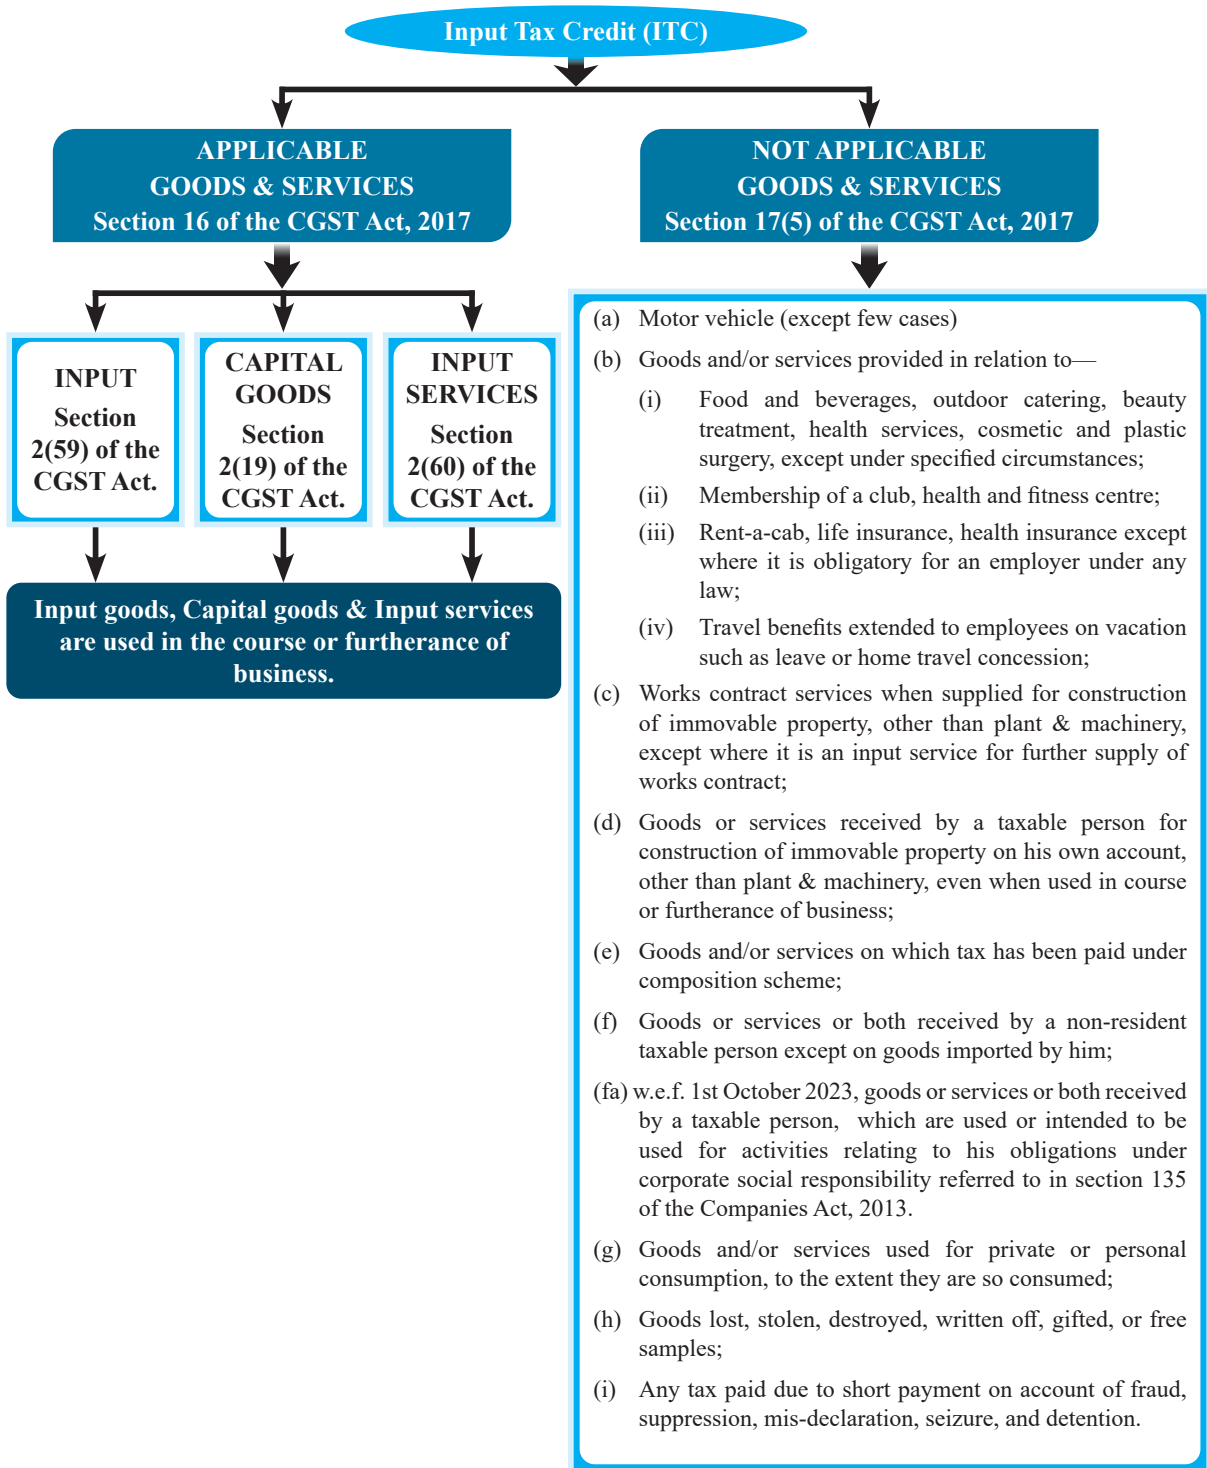 Input Tax Credit (ITC)
APPLICABLE
GOODS & SERVICES
Section 16 of the CGST Act, 2017
NOT APPLICABLE
GOODS & SERVICES
Section 17(5) of the CGST Act, 2017
INPUT
Section
2(59) of the
CGST Act.
CAPITAL
GOODS
Section
2(19) of the
CGST Act.
INPUT
SERVICES
Section
2(60) of the
CGST Act.
Input goods, Capital goods & Input services
are used in the course or furtherance of
business.
(a) Motor vehicle (except few cases)
(b) Goods and/or services provided in relation to—
(i) Food and beverages, outdoor catering, beauty
treatment, health services, cosmetic and plastic
surgery, except under specified circumstances;
(ii) Membership of a club, health and fitness centre;
(iii) Rent-a-cab, life insurance, health insurance except
where it is obligatory for an employer under any
law;
(iv) Travel benefits extended to employees on vacation
such as leave or home travel concession;
(c) Works contract services when supplied for construction
of immovable property, other than plant & machinery,
except where it is an input service for further supply of
works contract;
(d) Goods or services received by a taxable person for
construction of immovable property on his own account,
other than plant & machinery, even when used in course
or furtherance of business;
(e) Goods and/or services on which tax has been paid under
composition scheme;
(f) Goods or services or both received by a non-resident
taxable person except on goods imported by him;
(fa) w.e.f. 1st October 2023, goods or services or both received
by a taxable person, which are used or intended to be
used for activities relating to his obligations under
corporate social responsibility referred to in section 135
of the Companies Act, 2013.
(g) Goods and/or services used for private or personal
consumption, to the extent they are so consumed;
(h) Goods lost, stolen, destroyed, written off, gifted, or free
samples;
(i) Any tax paid due to short payment on account of fraud,
suppression, mis-declaration, seizure, and detention.